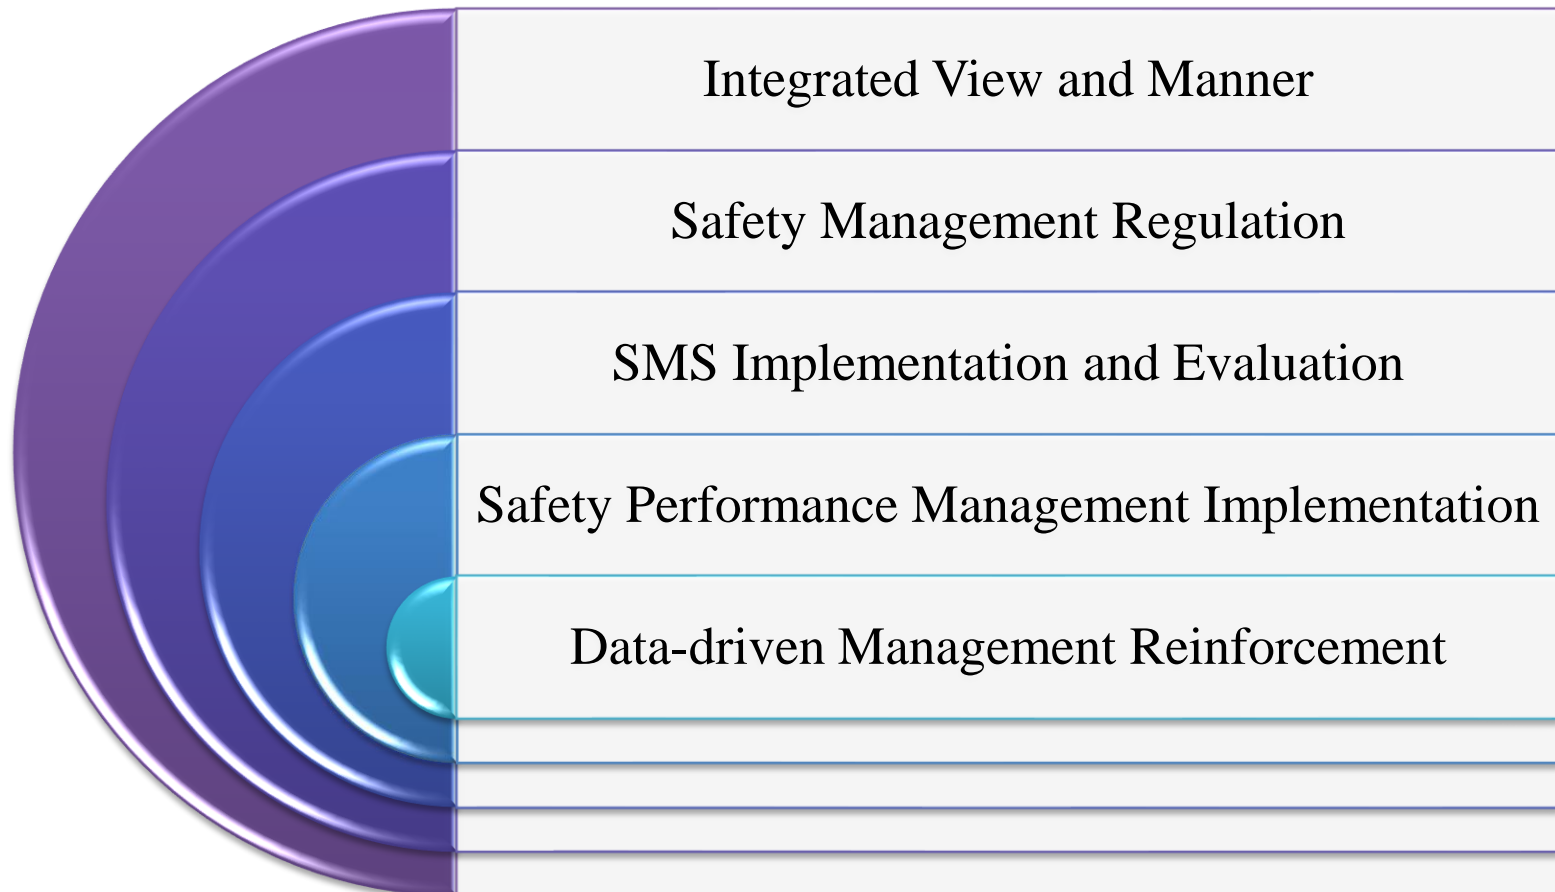 Integrated View and Manner
Safety Management Regulation
SMS Implementation and Evaluation
Safety Performance Management Implementation
Data-driven Management Reinforcement